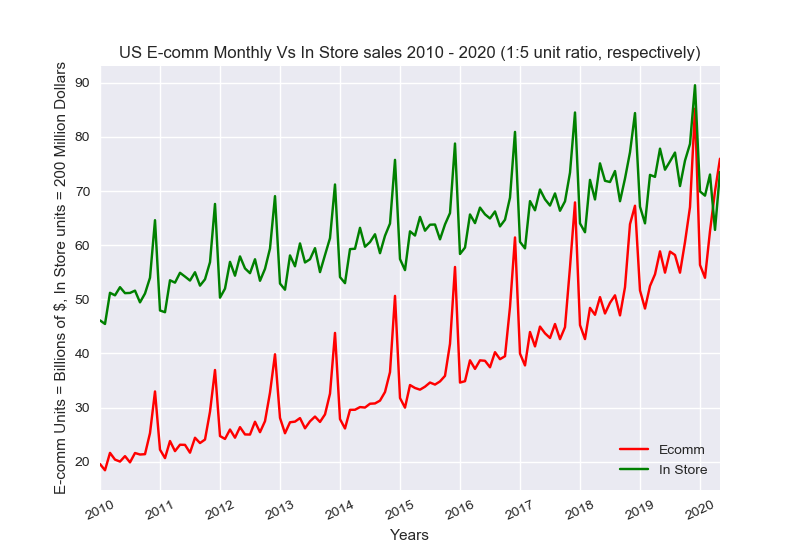 US E-comm Monthly Vs In Store sales 2010 - 2020 (1:5 unit ratio, respectively)
E-comm Units = Billions of $, In Store units = 200 Million Dollars
90
80
70
60
50
40
30
20
Ecomm
In Store
2010 2011 2012 2013 2014 2015 2016 2017 2018 2019 2020
Years